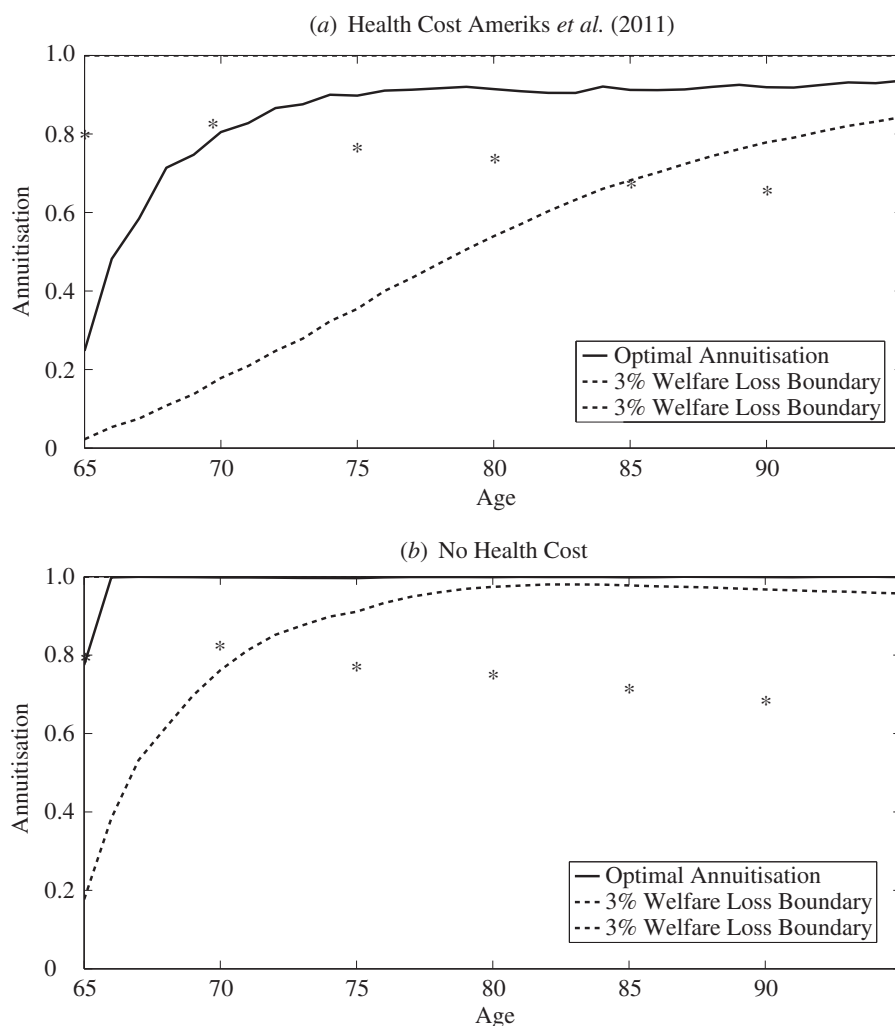 (a) Health Cost Ameriks et al. (2011)
1.0
0.8
0.6
0.4
0.2
0
Annuitisation
Optimal Annuitisation
3% Welfare Loss Boundary
3% Welfare Loss Boundary
65 70 75 80 85 90
Age
(b) No Health Cost
1.0
0.8
0.6
0.4
0.2
0
Annuitisation
Optimal Annuitisation
3% Welfare Loss Boundary
3% Welfare Loss Boundary
65 70 75 80 85 90
Age